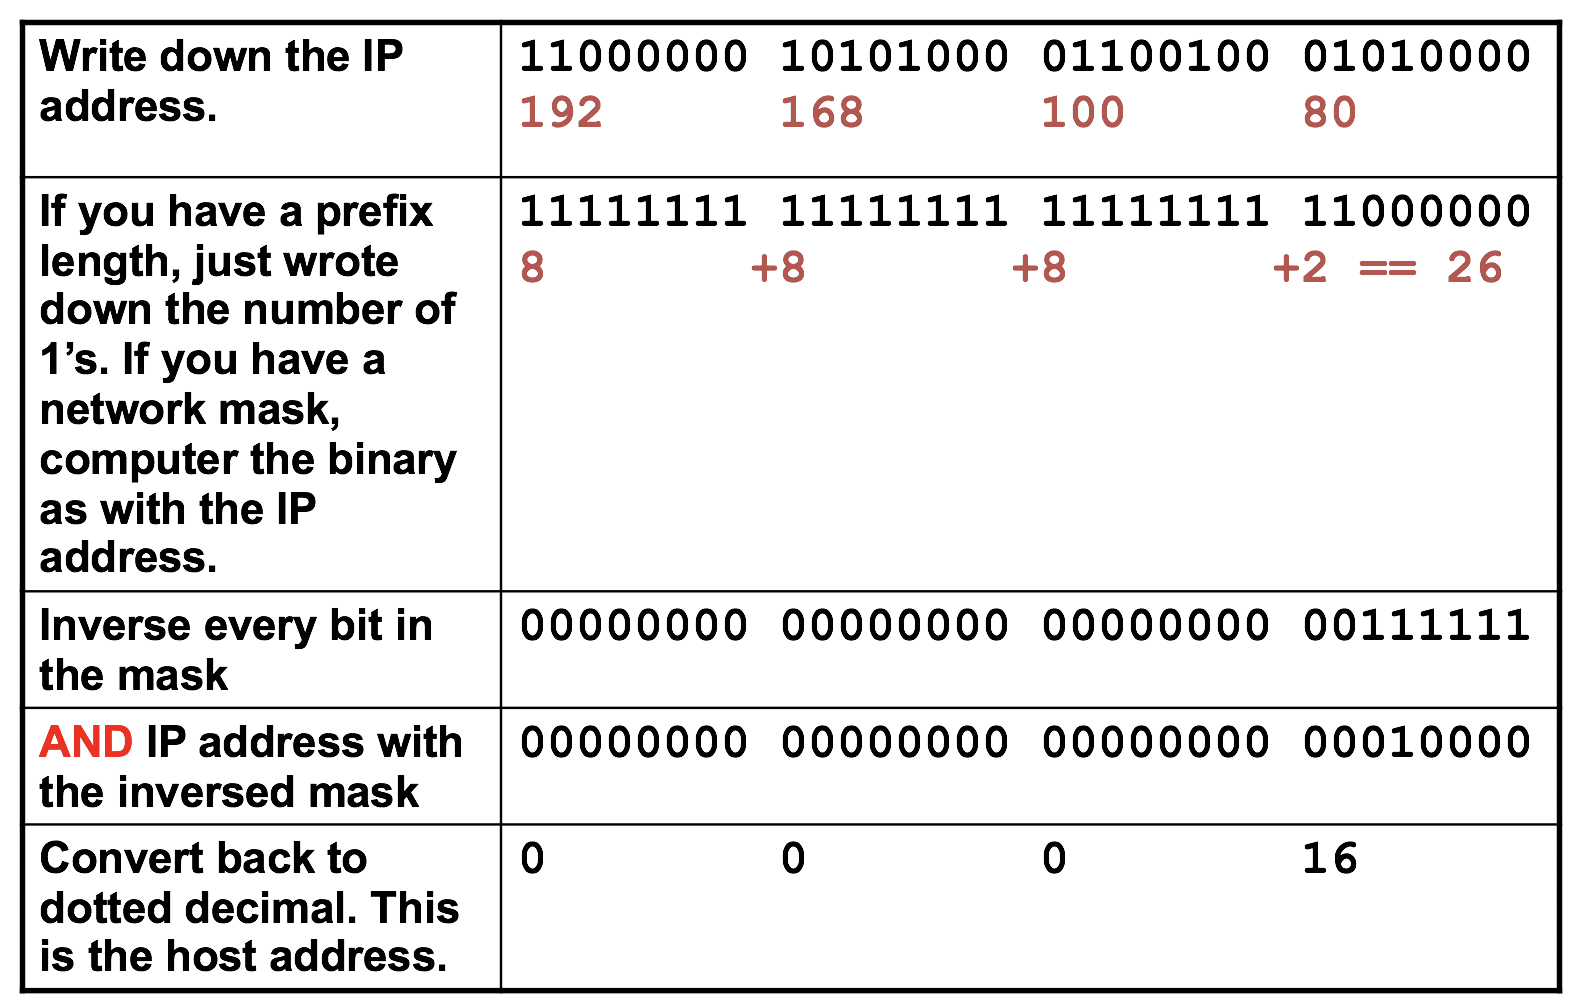 Write down the IP
address.
11000000 10101000 01100100 01010000
192 168 100 80
If you have a prefix
length, just wrote
down the number of
1’s. If you have a
network mask,
computer the binary
as with the IP
address.
11111111 11111111 11111111 11000000
8 +8 +8 +2 == 26
Inverse every bit in
the mask
00000000 00000000 00000000 00111111
AND IP address with
the inversed mask
00000000 00000000 00000000 00010000
Convert back to
dotted decimal. This
is the host address.
0 0 0 16